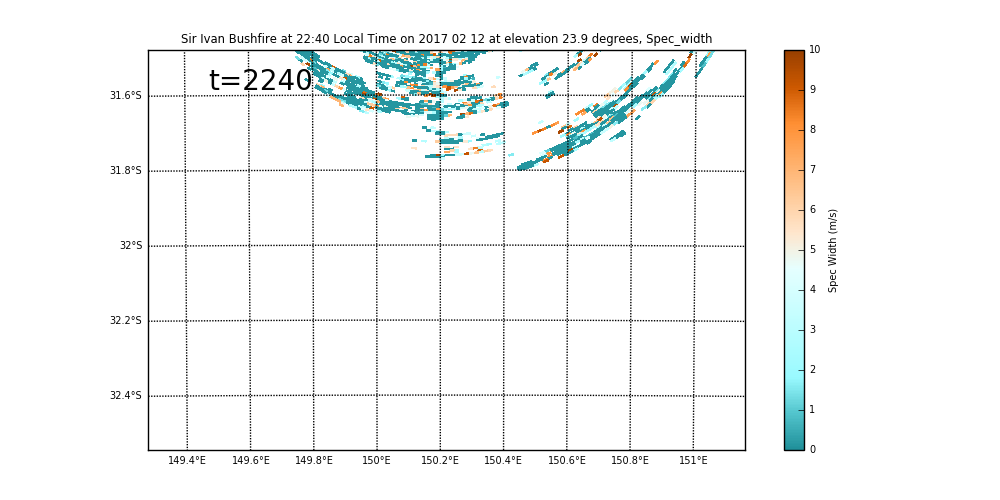 Sir Ivan Bushfire at 22:40 Local Time on 2017 02 12 at elevation 23.9 degrees, Spec_width
t=2240
31.6°S
31.8°S
32°S
32.2°S
32.4°S
149.4°E 149.6°E 149.8°E 150°E 150.2°E 150.4°E 150.6°E 150.8°E 151°E
10
9
8
7
6
5
4
3
2
1
0
Spec Width (m/s)